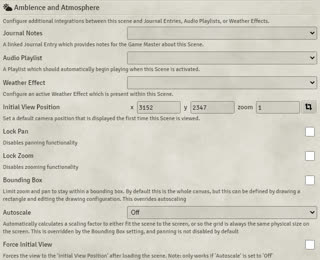 Ambience and Atmosphere
Configure additional integrations between this scene and Journal Entries, Audio Playlists, or Weather Effects.
Journal Notes
A linked Journal Entry which provides notes for the Game Master about this Scene.
Audio Playlist
A Playlist which should automatically begin playing when this Scene is activated.
Weather Effect
Configure an active Weather Effect which is present within this Scene.
Initial View Position x 3152 y 2347 zoom 1
Set a default camera position that is displayed the first time this Scene is viewed.
Lock Pan
Disables panning functionality
Lock Zoom
Disables zooming functionality
Bounding Box
Limit zoom and pan to stay within a bounding box. By default this is the whole canvas, but this can be defined by drawing a
rectangle and editing the drawing configuration. This overrides autoscaling
Autoscale Off
Automatically calculates a scaling factor to either fit the scene to the screen, or so the grid is always the same physical size on
the screen. This is overridden by the Bounding Box setting, and panning is not disabled by default
Force Initial View
Forces the view to the 'Initial View Position' after loading the scene. Note: only works if 'Autoscale' is set to 'Off'